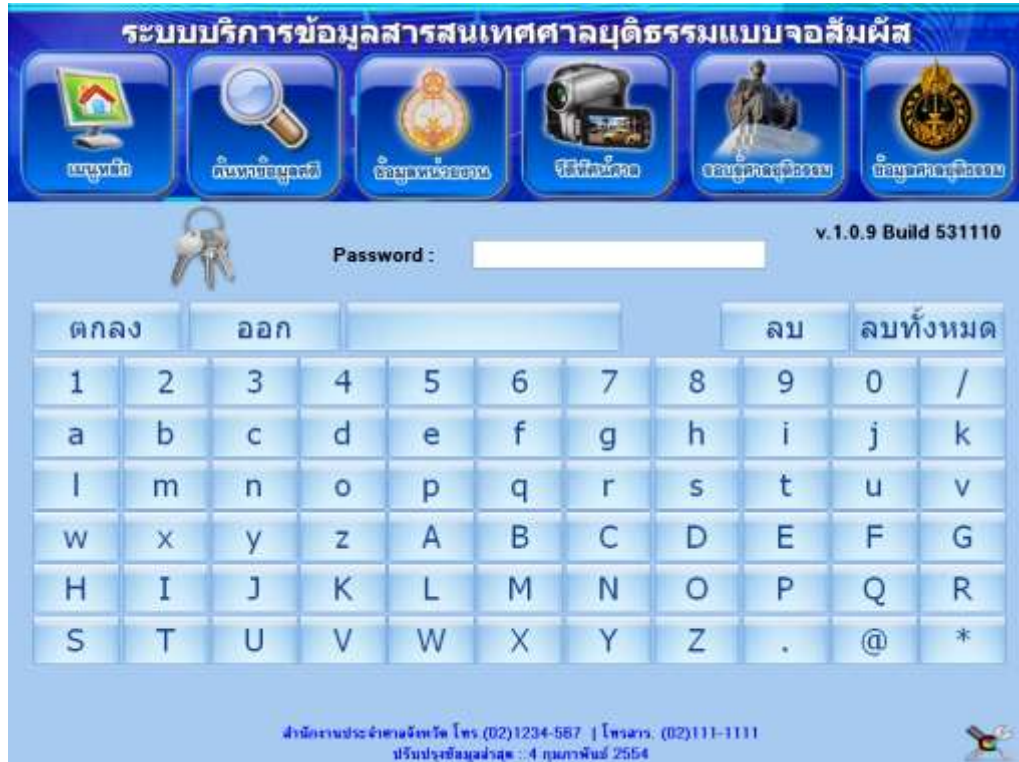 ระบบบริการข้อมูลสารสนเทศศาลยุติธรรมแบบจอสัมผัส
เมนูหลัก ค้นหาข้อมูลคดี ข้อมูลหน่วยงาน วีดีทัศน์ศาล ข้อมูลศาลยุติธรรม
v.1.0.9 Build 531110
Password :
ตกลง ออก ลบ ลบทั้งหมด
1 2 3 4 5 6 7 8 9 0 /
a b c d e f g h i j k
l m n o p q r s t u v
w x y z A B C D E F G
H I J K L M N O P Q R
S T U V W X Y Z . @ *
สำนักงานประจำศาลจังหวัด โทร.(02)1234-567 | โทรสาร. (02)111-1111
ปรับปรุงข้อมูลล่าสุด : 4 กุมภาพันธ์ 2554